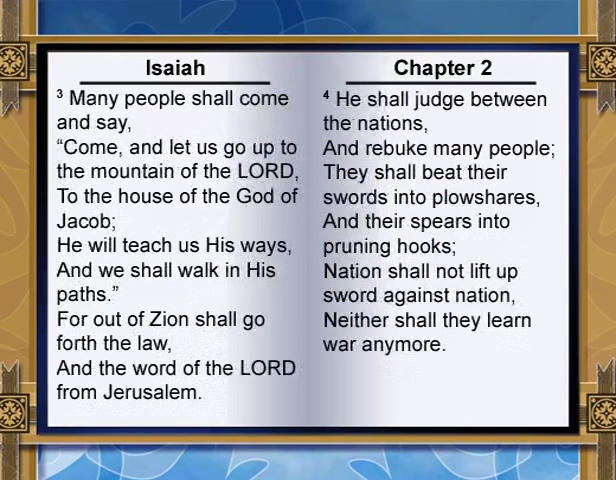 Isaiah
³ Many people shall come
and say,
“Come, and let us go up to
the mountain of the LORD,
To the house of the God of
Jacob;
He will teach us His ways,
And we shall walk in His
paths.”
For out of Zion shall go
forth the law,
And the word of the LORD
from Jerusalem.
Chapter 2
⁴ He shall judge between
the nations,
And rebuke many people;
They shall beat their
swords into plowshares,
And their spears into
pruning hooks;
Nation shall not lift up
sword against nation,
Neither shall they learn
war anymore.